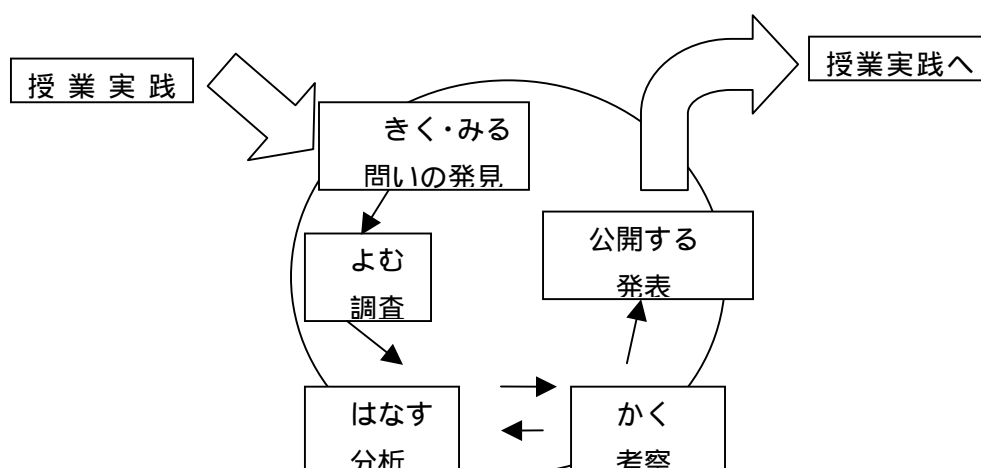 授業実践
授業実践へ
きく・みる
問いの発見
よむ
調査
公開する
発表
はなす
分析
かく
考察